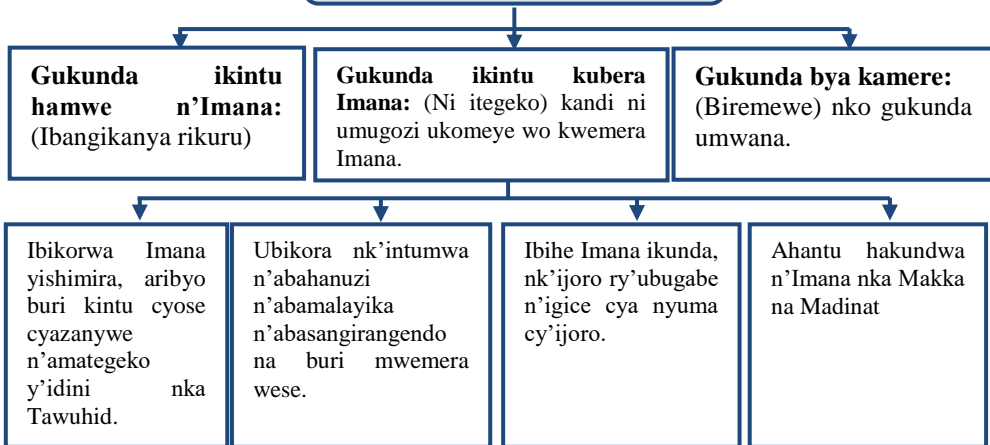 Gukunda ikintu
hamwe n’Imana:
(Ibangikanya rikuru)
Gukunda ikintu kubera
Imana: (Ni itegeko) kandi ni
umugozi ukomeye wo kwemera
Imana.
Gukunda bya kamere:
(Biremewe) nko gukunda
umwana.
Ibikorwa Imana
yishimira, aribyo
buri kintu cyose
cyazanywe
n’amategeko
y’idini nka
Tawuhid.
Ubikora nk’intumwa
n’abahanuzi
n’abamalayika
n’abasangirangendo
na buri mwemera
wese.
Ibihe Imana ikunda,
nk’ijoro ry’ubugabe
n’igice cya nyuma
cy’ijoro.
Ahantu hakundwa
n’Imana nka Makka
na Madinat